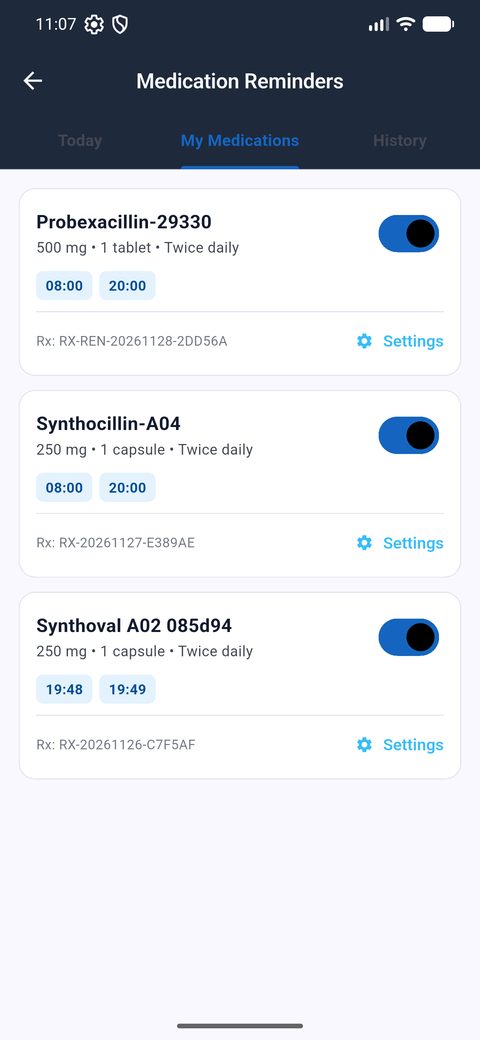 11:07
Medication Reminders
Today My Medications History
Probexacillin-29330
500 mg • 1 tablet • Twice daily
08:00 20:00
Rx: RX-REN-20261128-2DD56A Settings
Synthocillin-A04
250 mg • 1 capsule • Twice daily
08:00 20:00
Rx: RX-20261127-E389AE Settings
Synthoval A02 085d94
250 mg • 1 capsule • Twice daily
19:48 19:49
Rx: RX-20261126-C7F5AF Settings